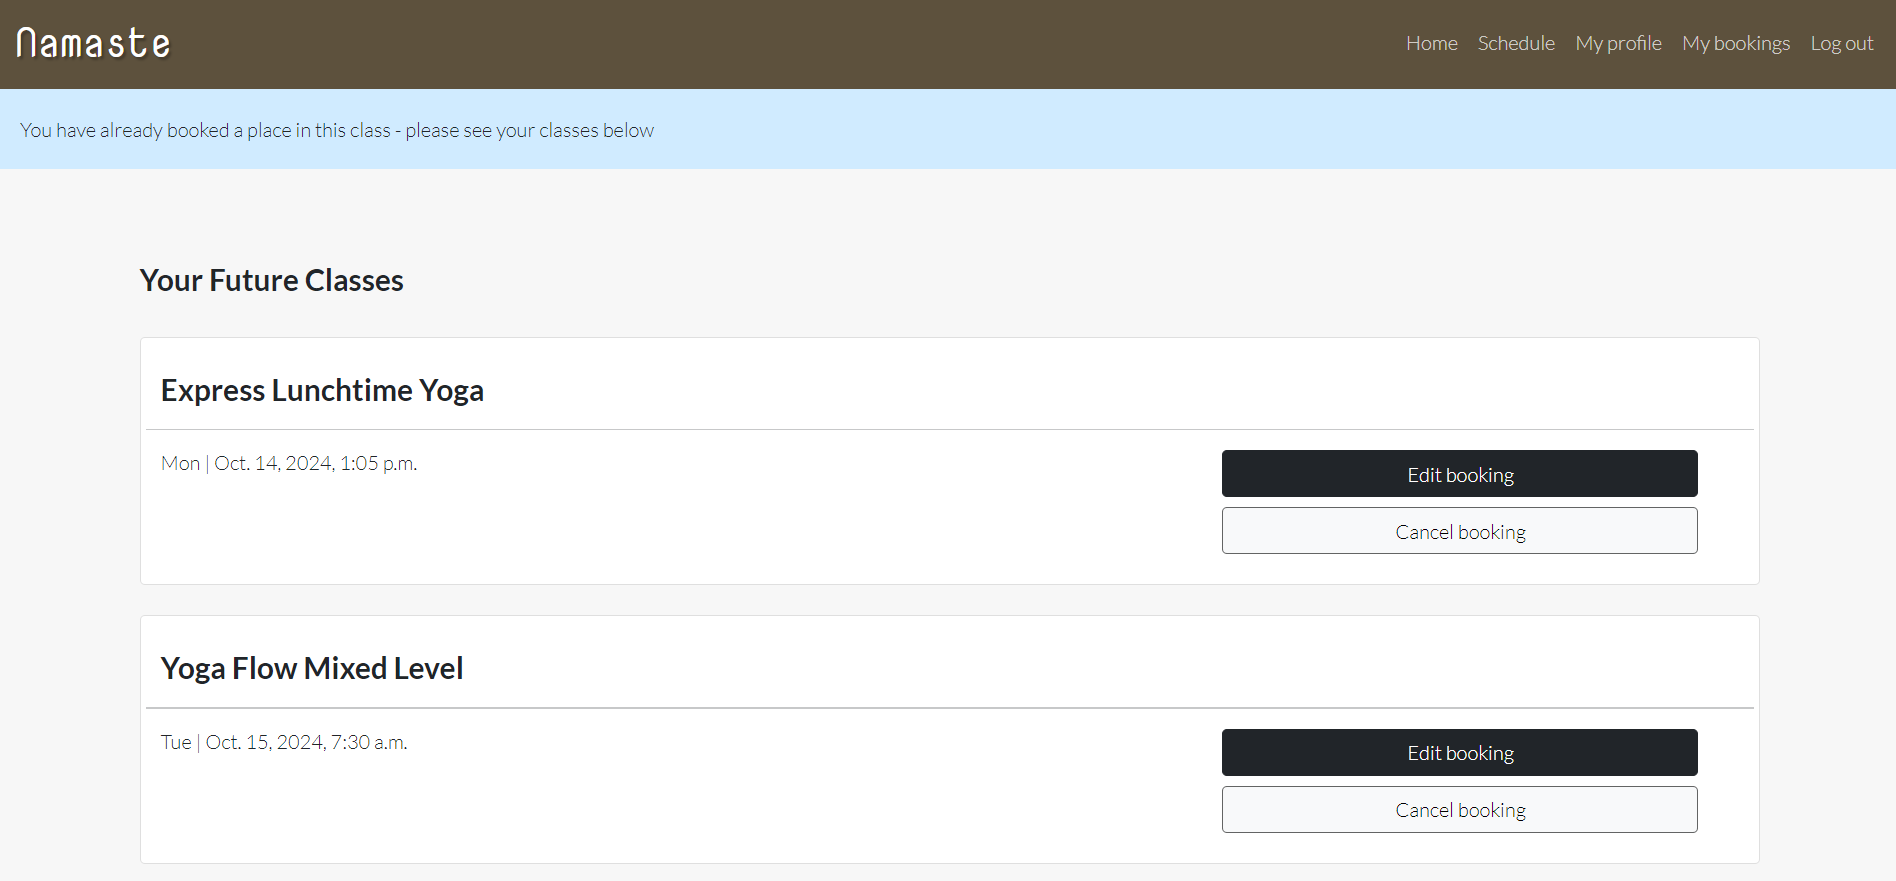 Namaste
Home Schedule My profile My bookings Log out
You have already booked a place in this class - please see your classes below
Your Future Classes
Express Lunchtime Yoga
Mon | Oct. 14, 2024, 1:05 p.m.
Edit booking
Cancel booking
Yoga Flow Mixed Level
Tue | Oct. 15, 2024, 7:30 a.m.
Edit booking
Cancel booking